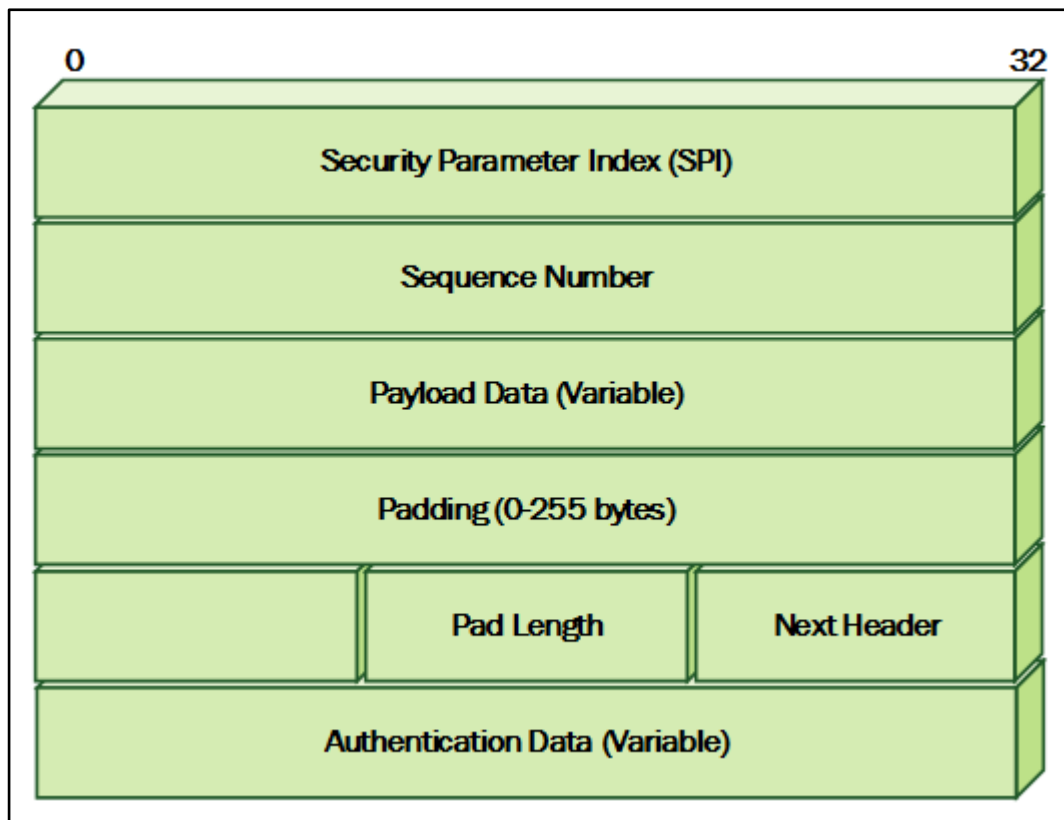 0 32
Security Parameter Index (SPI)
Sequence Number
Payload Data (Variable)
Padding (0-255 bytes)
Pad Length Next Header
Authentication Data (Variable)